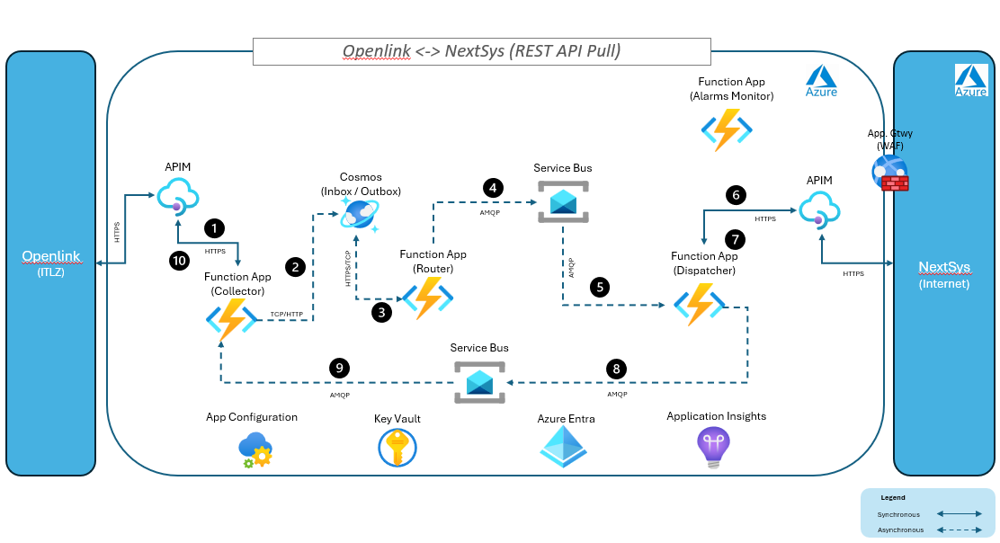 Openlink <-> NextSys (REST API Pull)
Function App
(Alarms Monitor)
Azure
Azure
App. Gtwy
(WAF)
APIM
Cosmos
(Inbox / Outbox)
Service Bus
APIM
4
AMQP
6
HTTPS
HTTPS
1
HTTPS
10
7
Openlink
(ITLZ)
Function App
(Collector)
2
TCP/HTTP
HTTPS/TCP
3
Function App
(Router)
AMQP
5
Function App
(Dispatcher)
HTTPS
NextSys
(Internet)
Service Bus
9
AMQP
8
AMQP
App Configuration
Key Vault
Azure Entra
Application Insights
Legend
Synchronous
Asynchronous